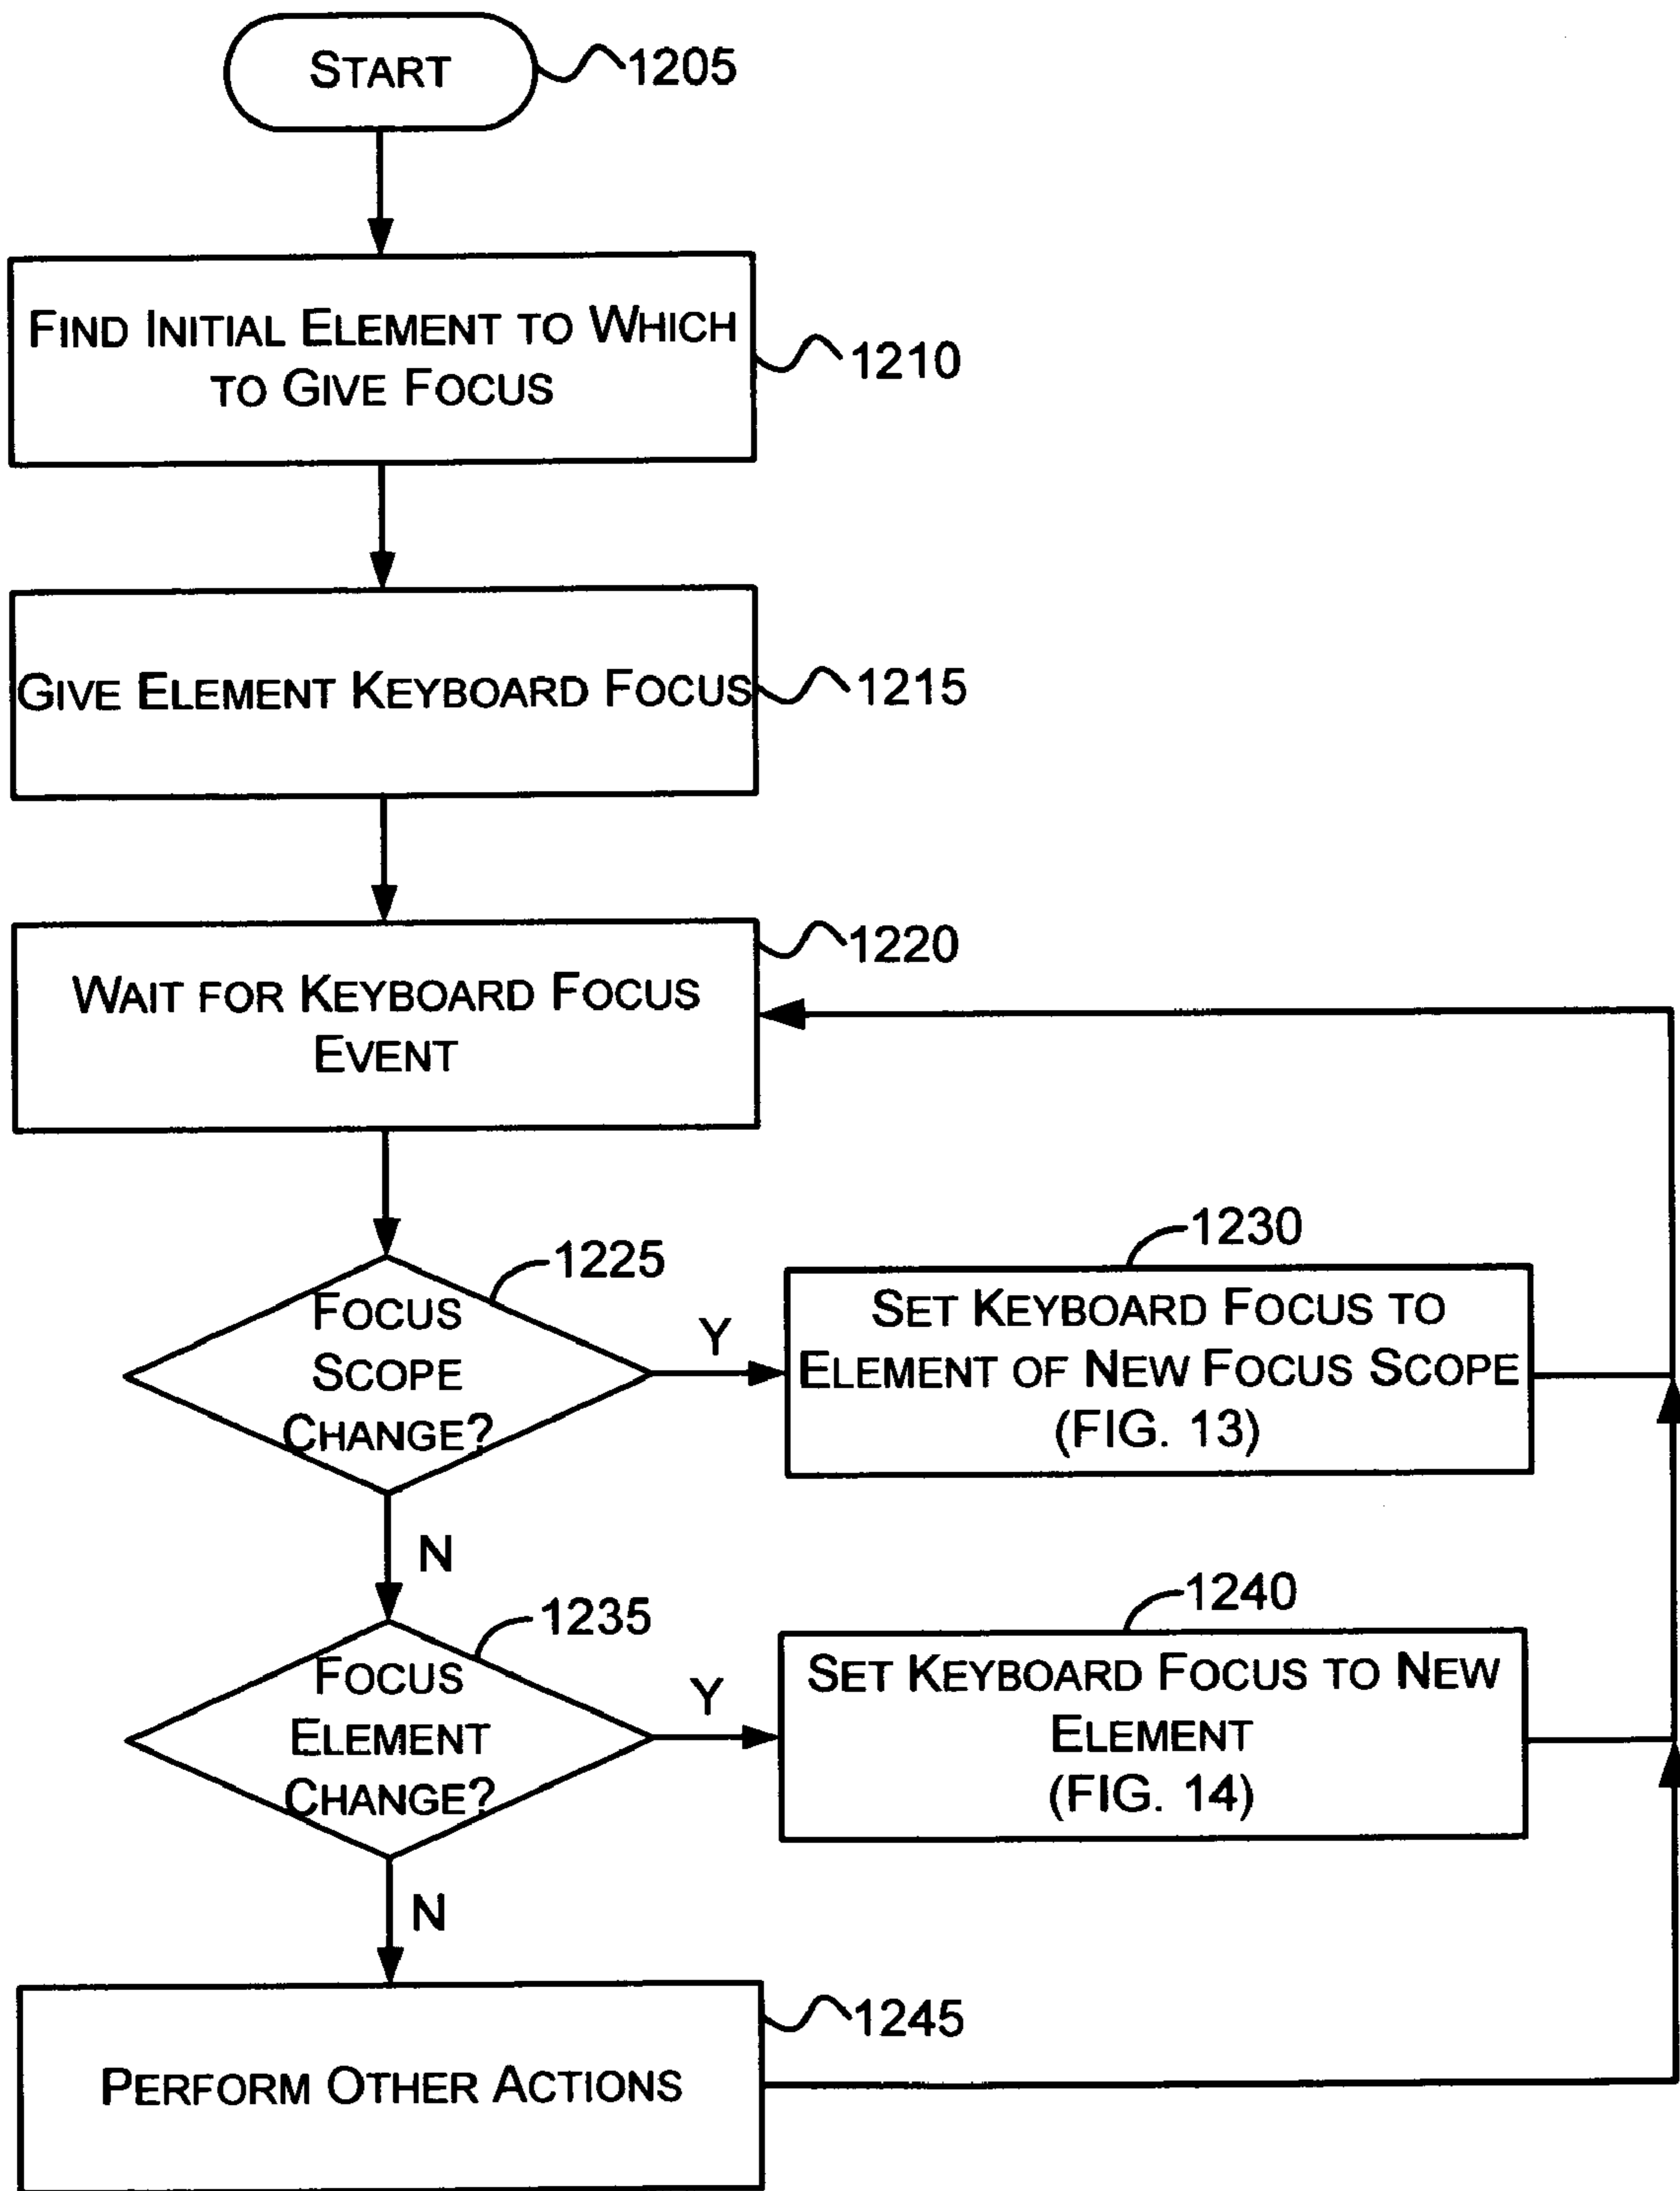 START
1205
FIND INITIAL ELEMENT TO WHICH
TO GIVE FOCUS
1210
GIVE ELEMENT KEYBOARD FOCUS
1215
1220
WAIT FOR KEYBOARD FOCUS
EVENT
1225
FOCUS
SCOPE
CHANGE?
Y
1230
SET KEYBOARD FOCUS TO
ELEMENT OF NEW FOCUS SCOPE
(FIG. 13)
N
1235
FOCUS
ELEMENT
CHANGE?
Y
1240
SET KEYBOARD FOCUS TO NEW
ELEMENT
(FIG. 14)
N
1245
PERFORM OTHER ACTIONS